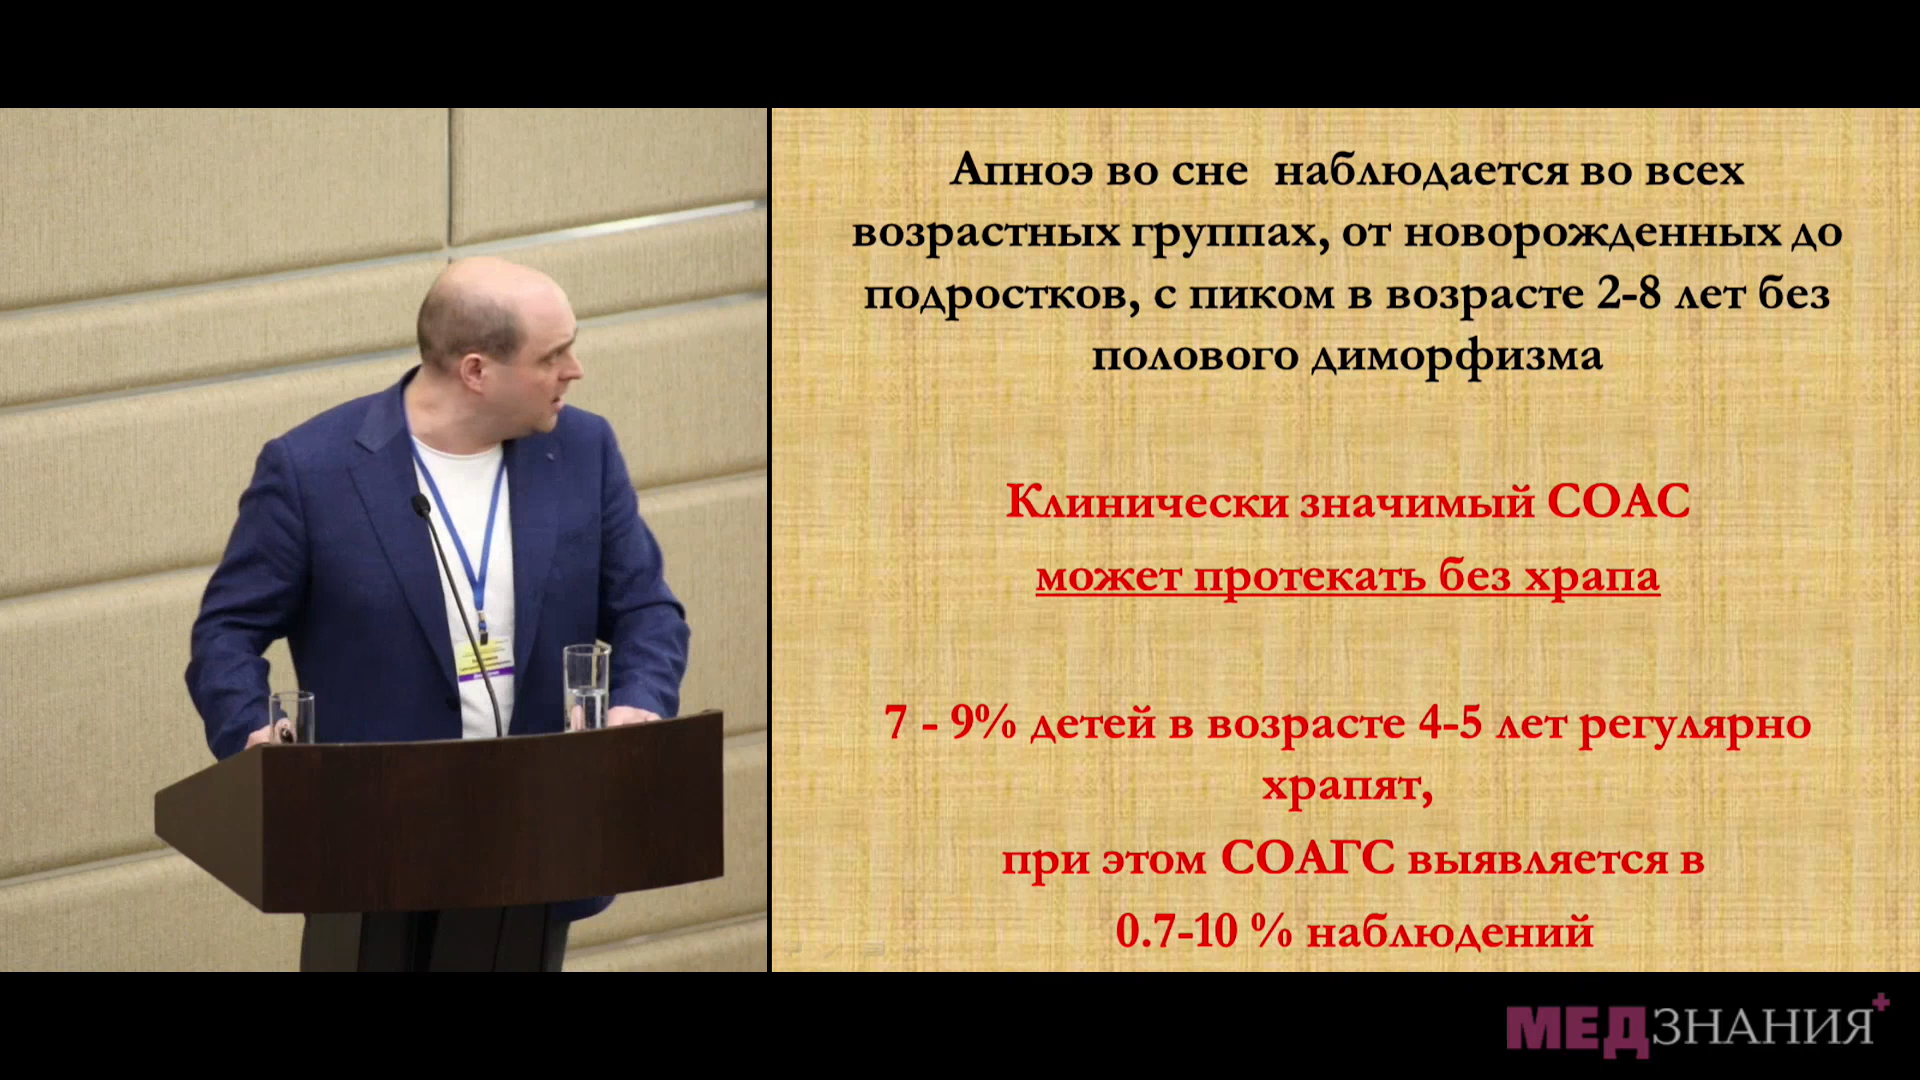 Апноэ во сне наблюдается во всех
возрастных группах, от новорожденных до
подростков, с пиком в возрасте 2-8 лет без
полового диморфизма
Клинически значимый СОАС
может протекать без храпа
7 - 9% детей в возрасте 4-5 лет регулярно
храпят,
при этом СОАГС выявляется в
0.7-10 % наблюдений
МЕДЗНАНИЯ+